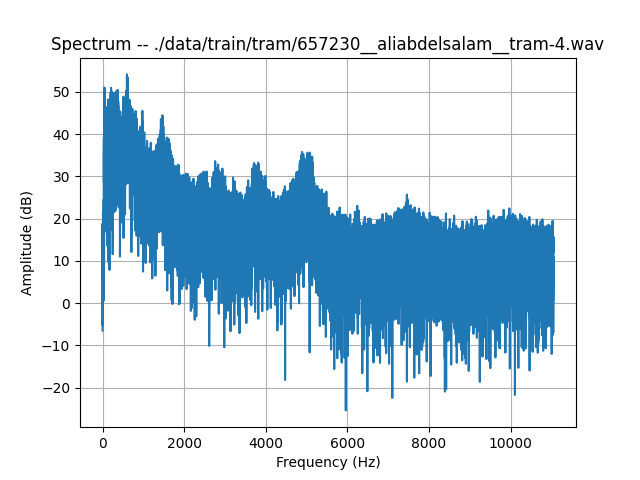 Spectrum -- ./data/train/tram/657230__aliabdelsalam__tram-4.wav
50
40
30
20
10
0
−10
−20
Amplitude (dB)
0 2000 4000 6000 8000 10000
Frequency (Hz)